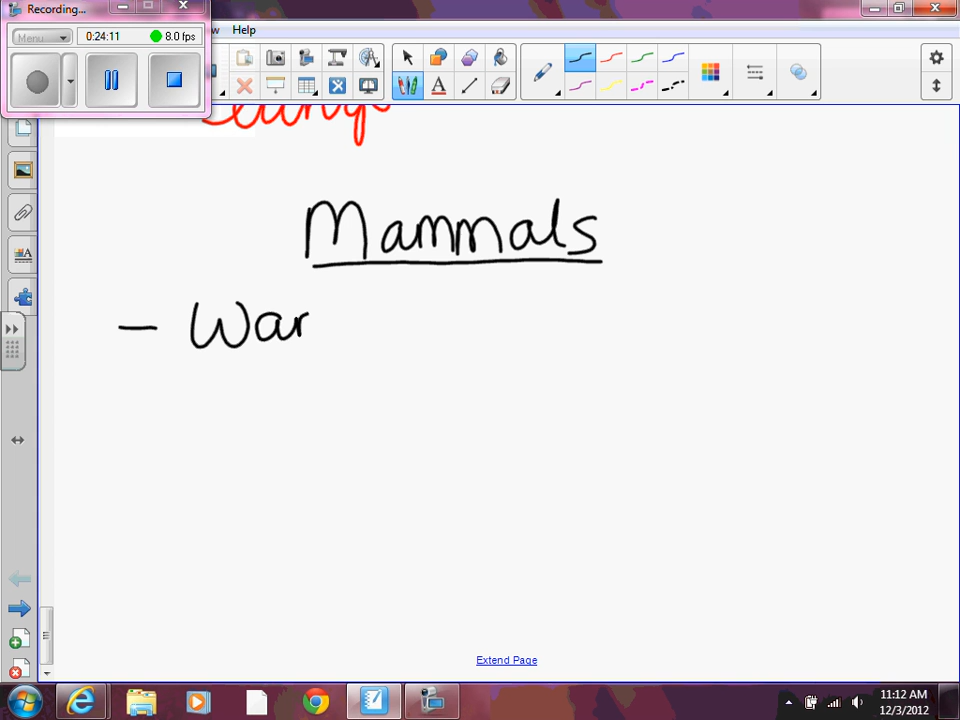 Recording...
Menu
0:24:11
8.0 fps
w Help
Mammals
– War
Extend Page
11:12 AM
12/3/2012